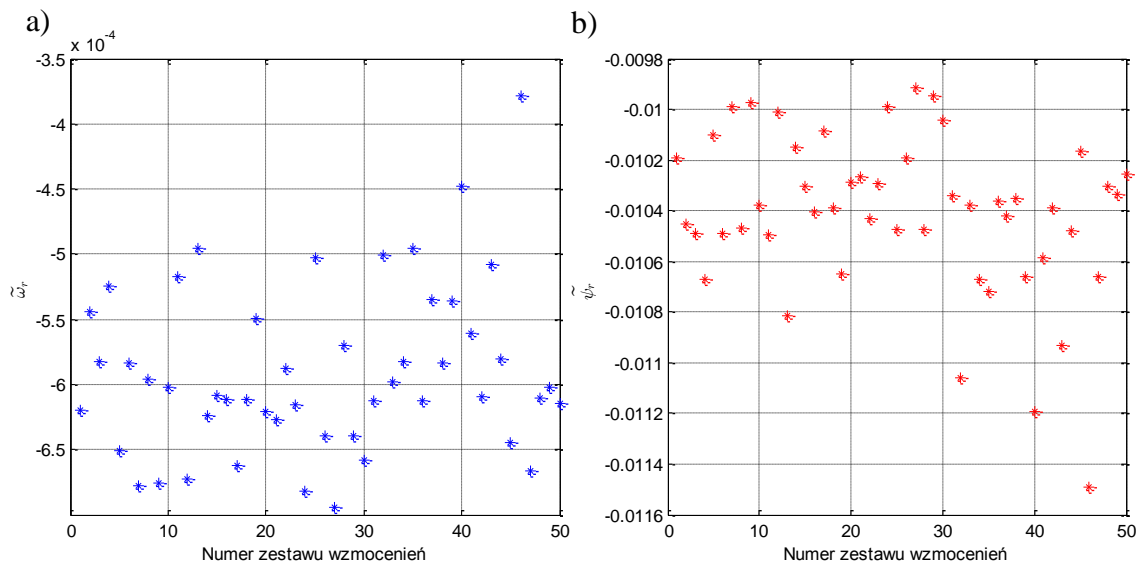 a)
x 10^-4
-3.5
-4
-4.5
-5
-5.5
-6
-6.5
0 10 20 30 40 50
Numer zestawu wzmocenień
ω̃r
b)
-0.0098
-0.01
-0.0102
-0.0104
-0.0106
-0.0108
-0.011
-0.0112
-0.0114
-0.0116
0 10 20 30 40 50
Numer zestawu wzmocenień
ψ̃r